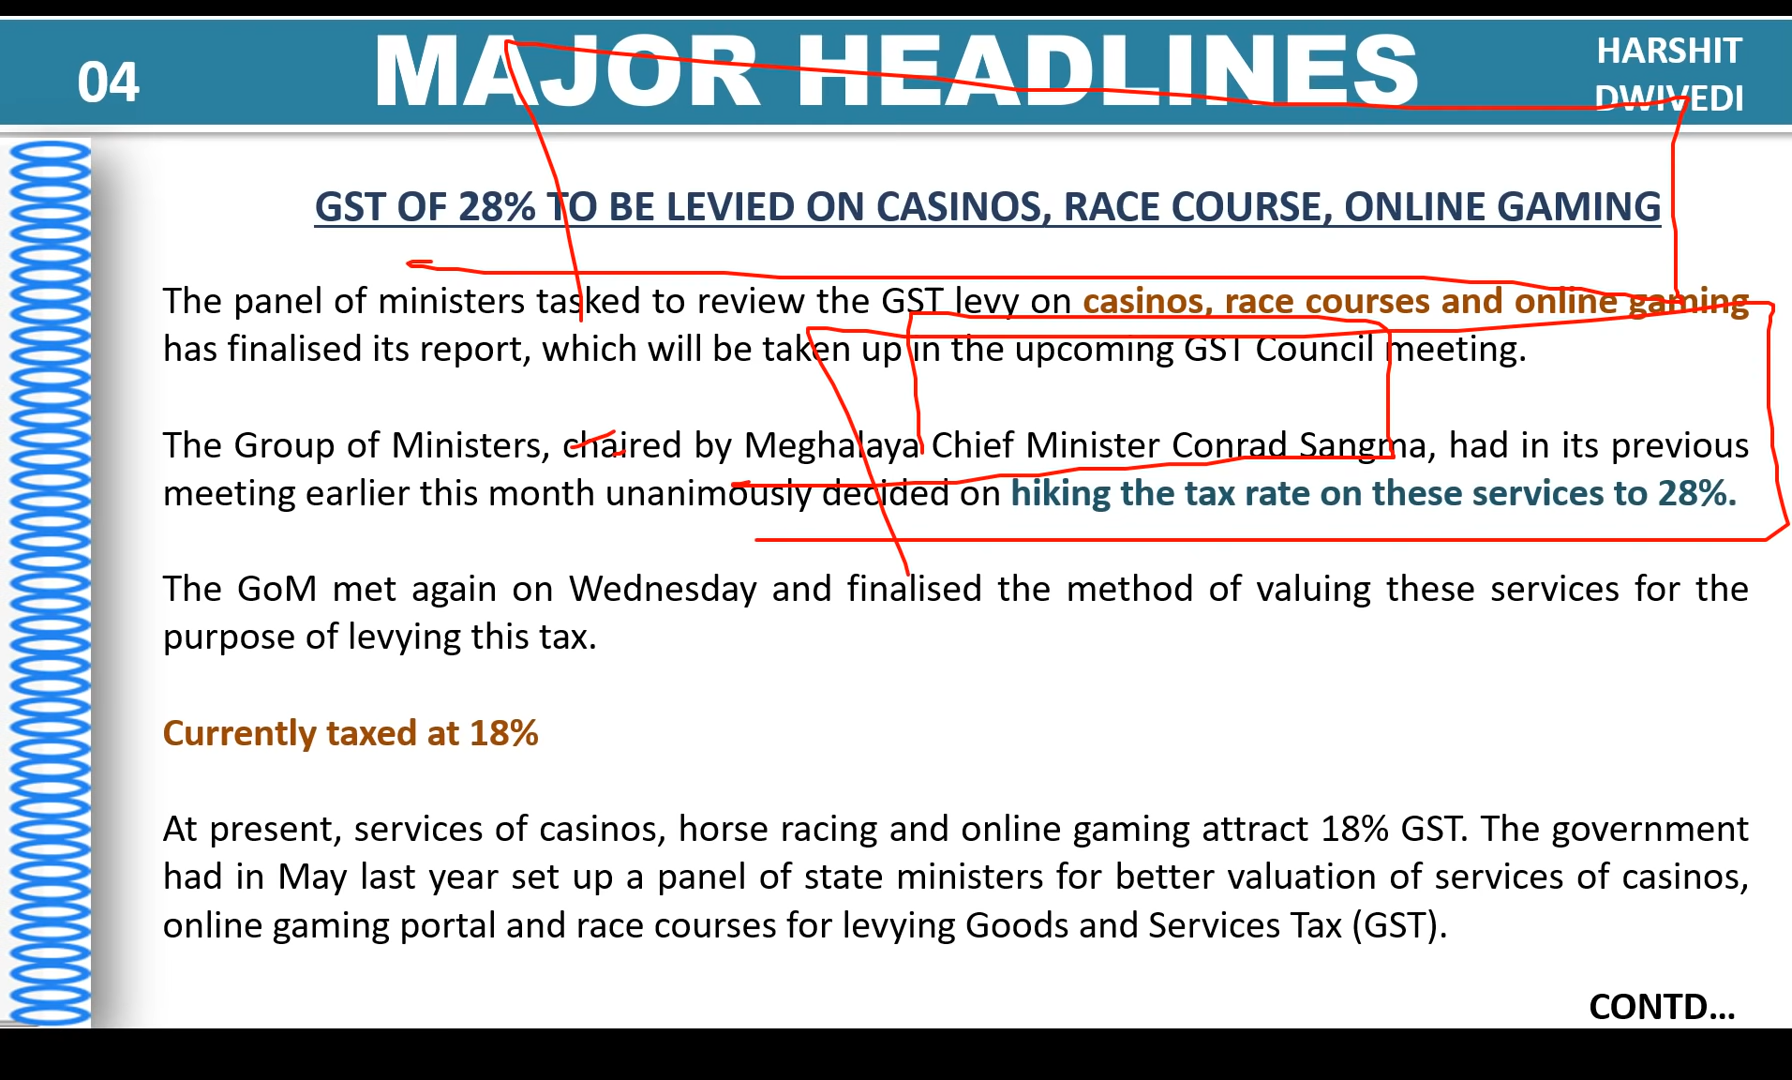 04
MAJOR HEADLINES
HARSHIT
DWIVEDI
GST OF 28% TO BE LEVIED ON CASINOS, RACE COURSE, ONLINE GAMING
The panel of ministers tasked to review the GST levy on casinos, race courses and online gaming
has finalised its report, which will be taken up in the upcoming GST Council meeting.
The Group of Ministers, chaired by Meghalaya Chief Minister Conrad Sangma, had in its previous
meeting earlier this month unanimously decided on hiking the tax rate on these services to 28%.
The GoM met again on Wednesday and finalised the method of valuing these services for the
purpose of levying this tax.
Currently taxed at 18%
At present, services of casinos, horse racing and online gaming attract 18% GST. The government
had in May last year set up a panel of state ministers for better valuation of services of casinos,
online gaming portal and race courses for levying Goods and Services Tax (GST).
CONTD...